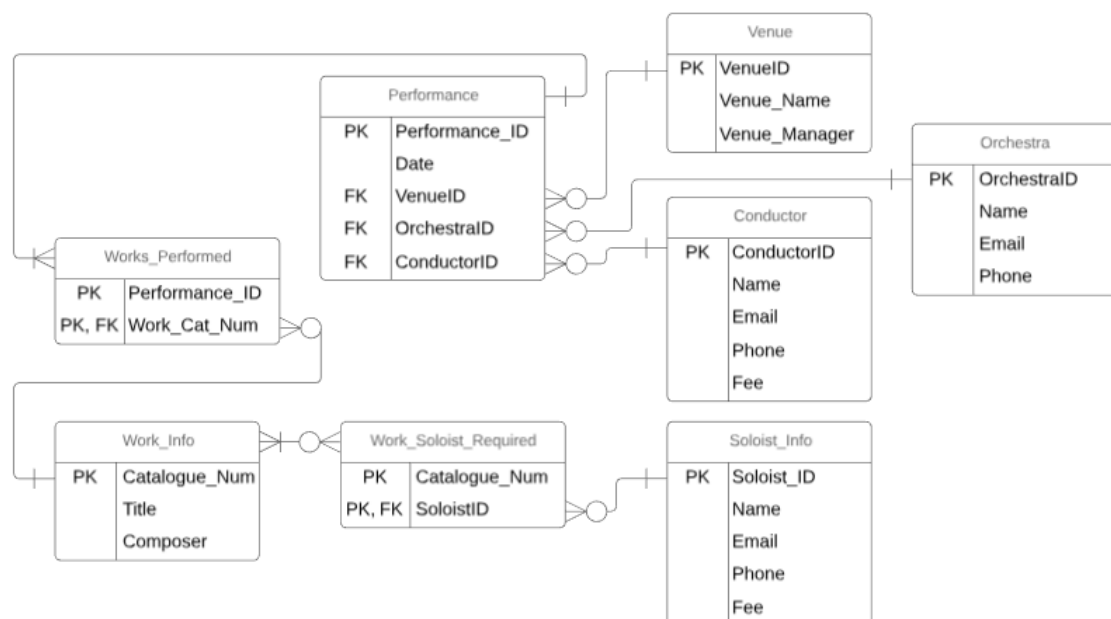 Venue
PK VenueID
Venue_Name
Venue_Manager
Performance
PK Performance_ID
Date
FK VenueID
FK OrchestraID
FK ConductorID
Orchestra
PK OrchestraID
Name
Email
Phone
Conductor
PK ConductorID
Name
Email
Phone
Fee
Works_Performed
PK Performance_ID
PK, FK Work_Cat_Num
Work_Info
PK Catalogue_Num
Title
Composer
Work_Soloist_Required
PK Catalogue_Num
PK, FK SoloistID
Soloist_Info
PK Soloist_ID
Name
Email
Phone
Fee